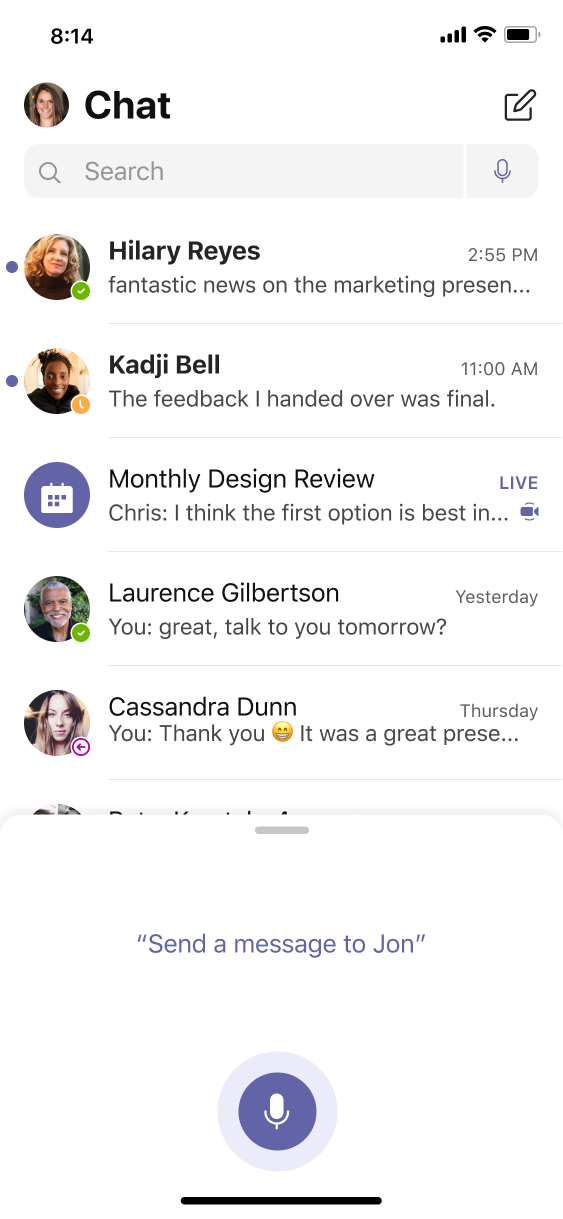 8:14
Chat
Search
Hilary Reyes
2:55 PM
fantastic news on the marketing presen...
Kadji Bell
11:00 AM
The feedback I handed over was final.
Monthly Design Review
LIVE
Chris: I think the first option is best in...
Laurence Gilbertson
Yesterday
You: great, talk to you tomorrow?
Cassandra Dunn
Thursday
You: Thank you 😁 It was a great prese...
“Send a message to Jon”